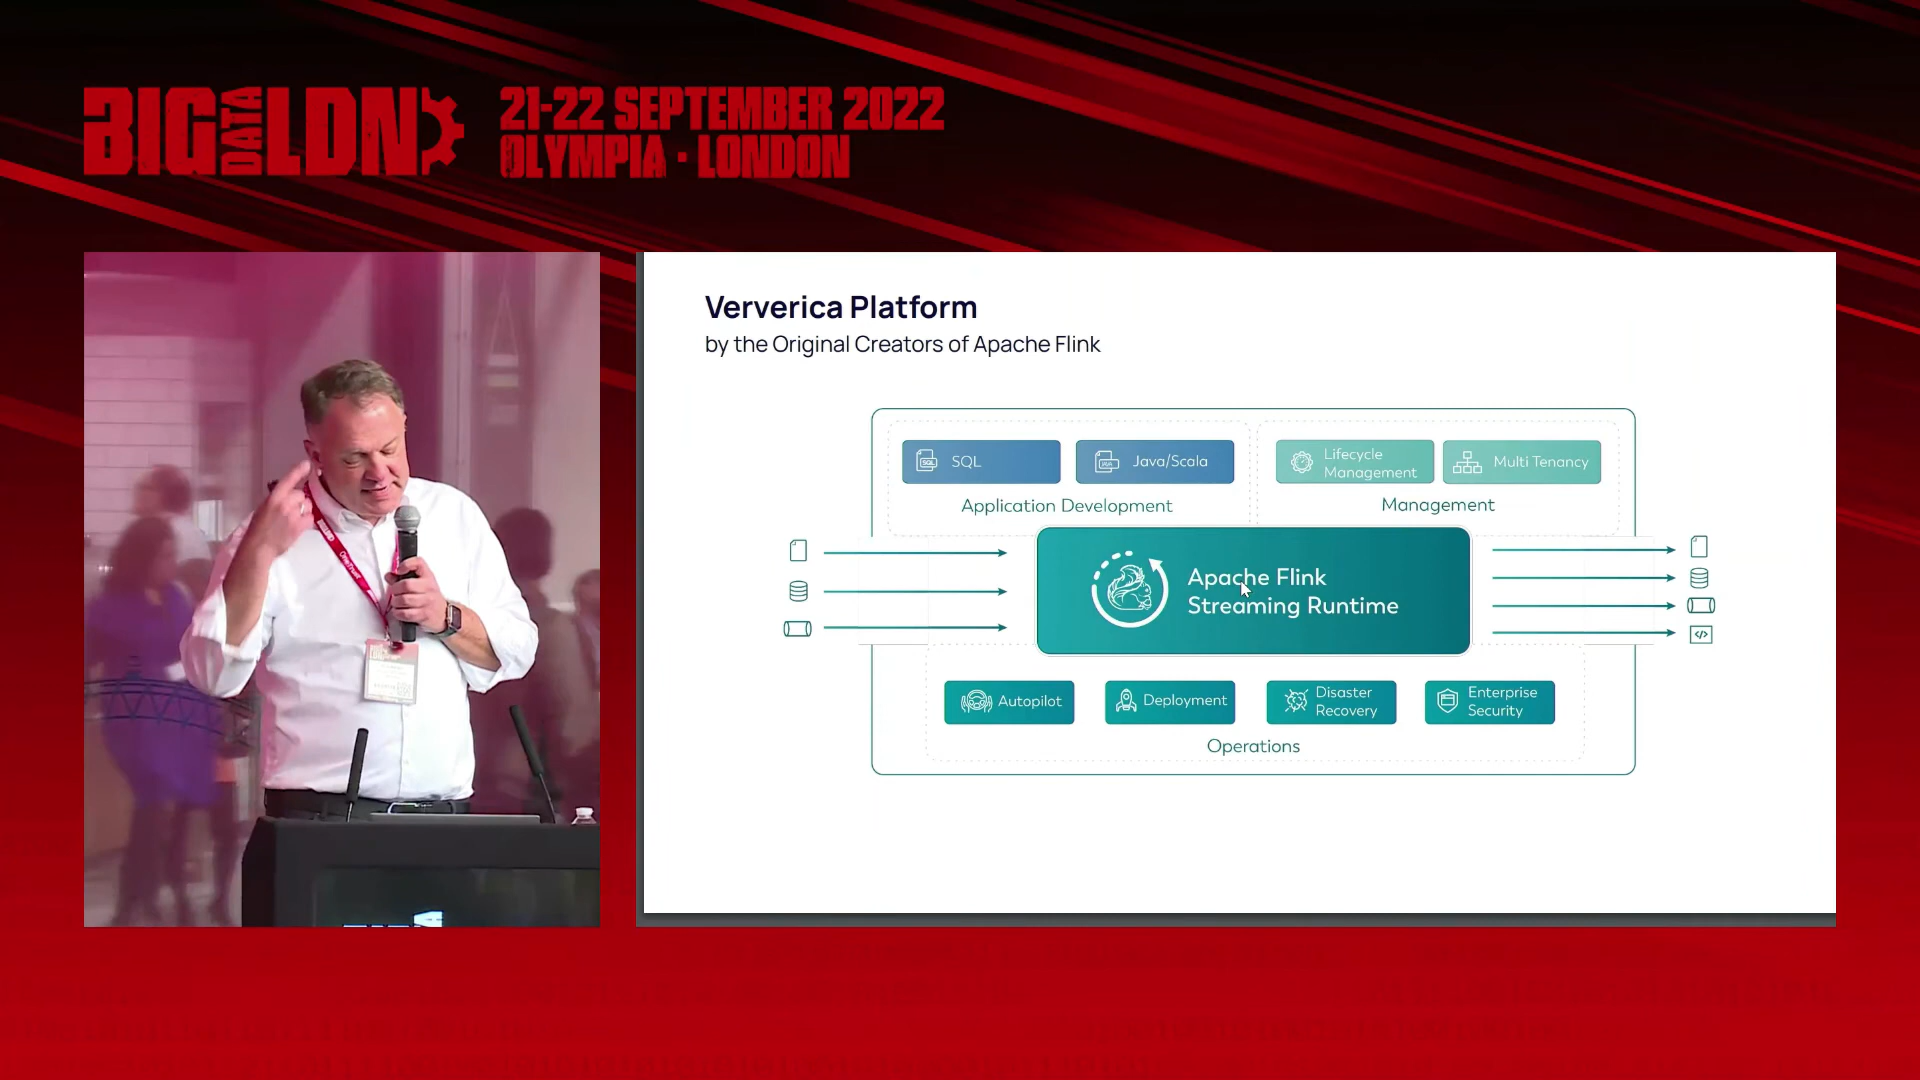 BIG DATA LDN
21-22 SEPTEMBER 2022
OLYMPIA · LONDON
Ververica Platform
by the Original Creators of Apache Flink
SQL
SQL
Java/Scala
Application Development
Lifecycle
Management
Multi Tenancy
Management
Apache Flink
Streaming Runtime
</>
Autopilot
Deployment
Disaster
Recovery
Enterprise
Security
Operations